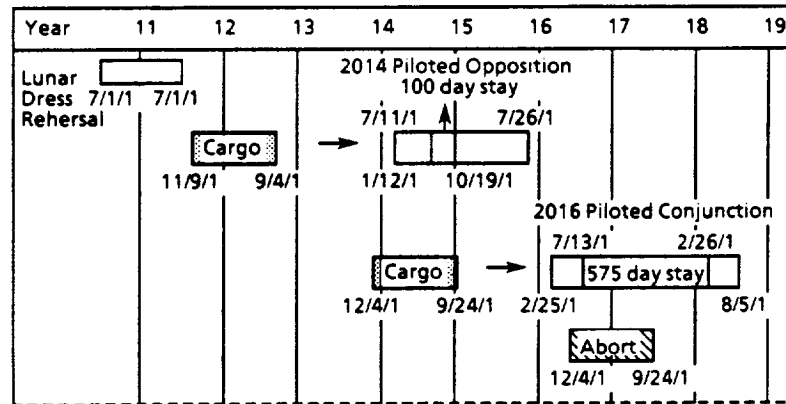 Year 11 12 13 14 15 16 17 18 19
2014 Piloted Opposition
100 day stay
Lunar
Dress
Rehersal
7/1/1 7/1/1
7/11/1 7/26/1
Cargo
11/9/1 9/4/1
1/12/1 10/19/1
2016 Piloted Conjunction
7/13/1 2/26/1
Cargo 575 day stay
12/4/1 9/24/1 2/25/1 8/5/1
Abort
12/4/1 9/24/1